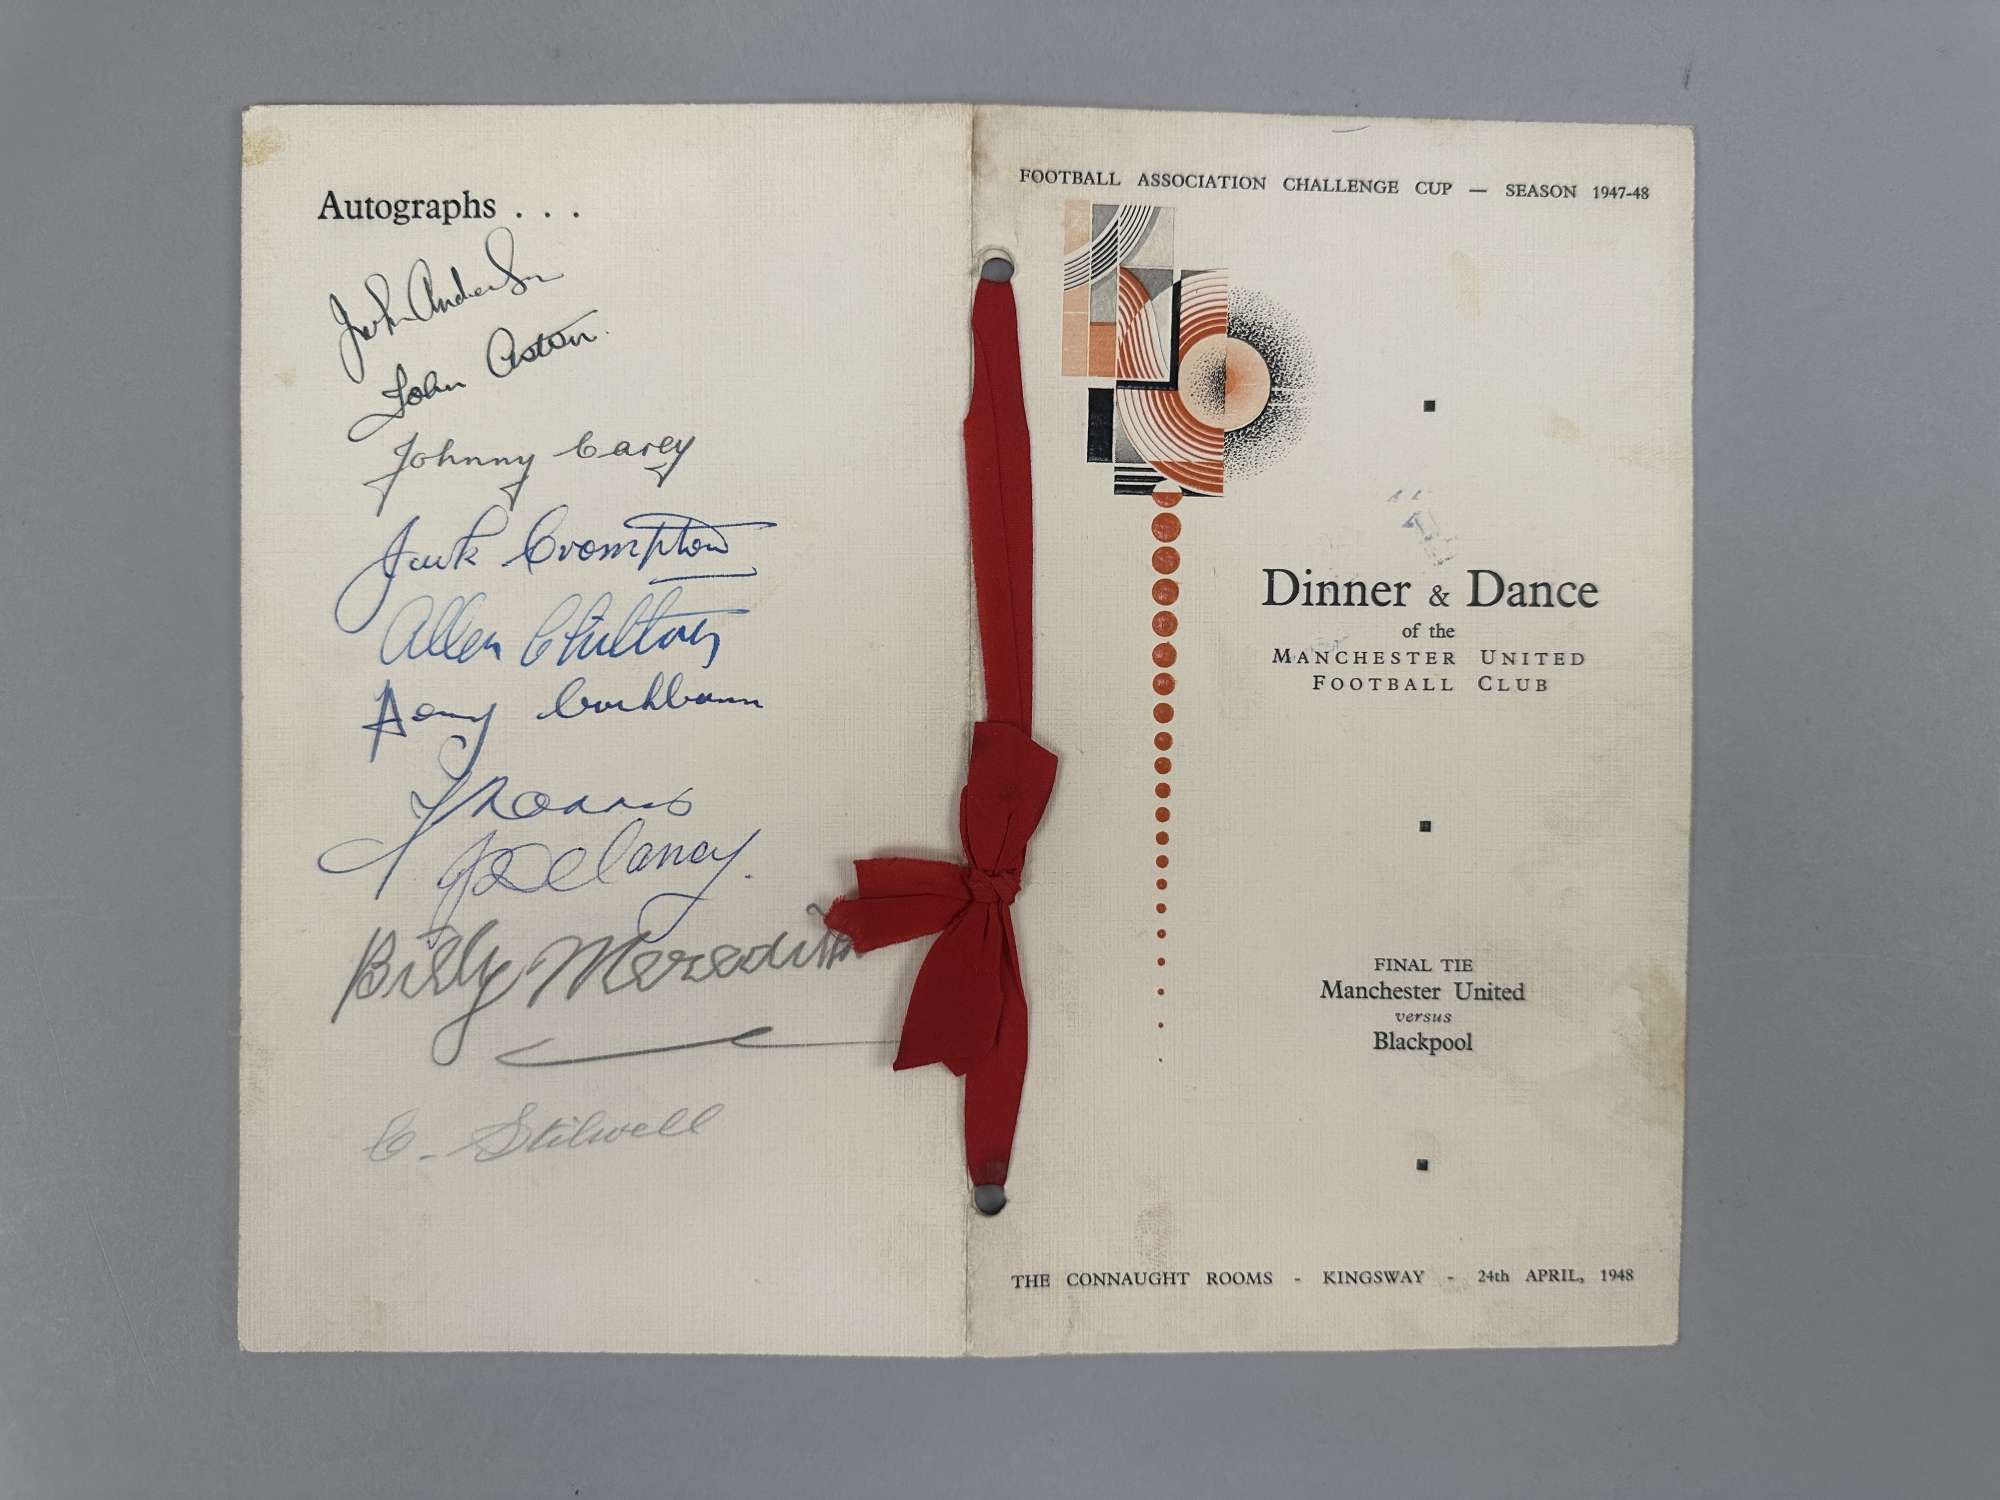 Autographs . . .
John Anderson
John Aston.
Johnny Carey
Jack Crompton
Allen Chilton
Henry Cockburn
J Delaney.
Billy Meredith
C. Stilwell
FOOTBALL ASSOCIATION CHALLENGE CUP — SEASON 1947-48
Dinner & Dance
of the
MANCHESTER UNITED
FOOTBALL CLUB
FINAL TIE
Manchester United
versus
Blackpool
THE CONNAUGHT ROOMS - KINGSWAY - 24th APRIL, 1948